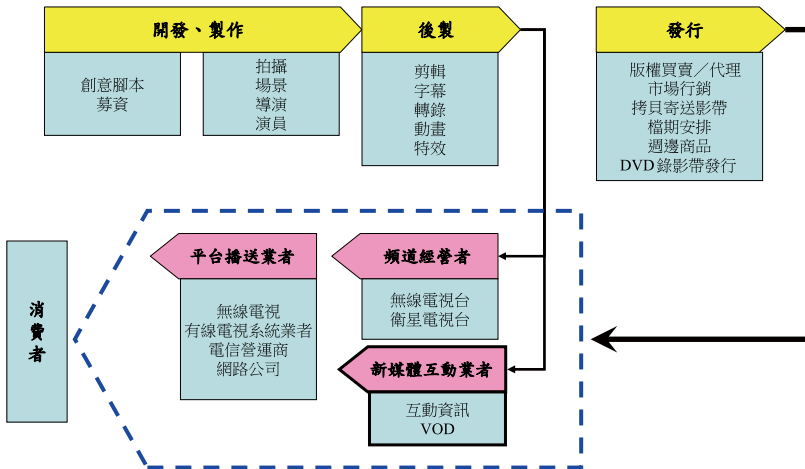 開發、製作
創意腳本
募資
拍攝
場景
導演
演員
後製
剪輯
字幕
轉錄
動畫
特效
發行
版權買賣／代理
市場行銷
拷貝寄送影帶
檔期安排
週邊商品
DVD錄影帶發行
消費者
平台播送業者
無線電視
有線電視系統業者
電信營運商
網路公司
頻道經營者
無線電視台
衛星電視台
新媒體互動業者
互動資訊
VOD